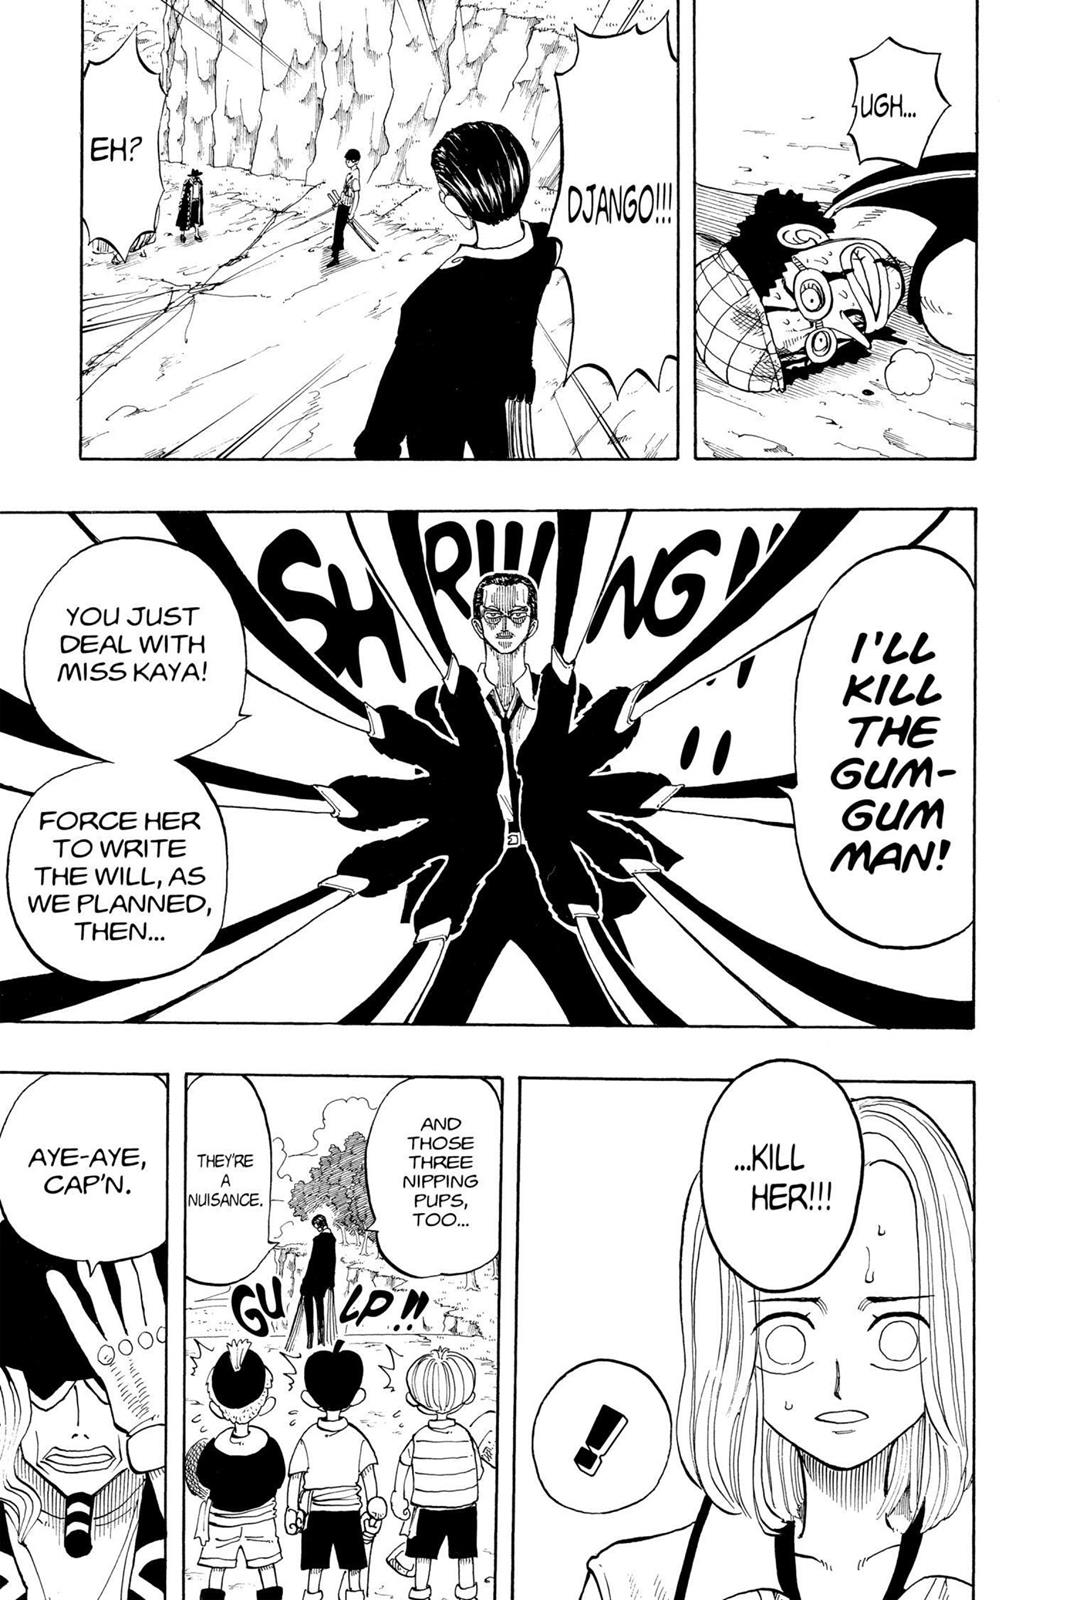 UGH...
DJANGO!!!
EH?
SHRIIIING!!
I'LL
KILL
THE
GUM-
GUM
MAN!
YOU JUST
DEAL WITH
MISS KAYA!
FORCE HER
TO WRITE
THE WILL, AS
WE PLANNED,
THEN...
...KILL
HER!!!
!
AND
THOSE
THREE
NIPPING
PUPS,
TOO...
THEY'RE
A
NUISANCE.
GULP!!
AYE-AYE,
CAP'N.